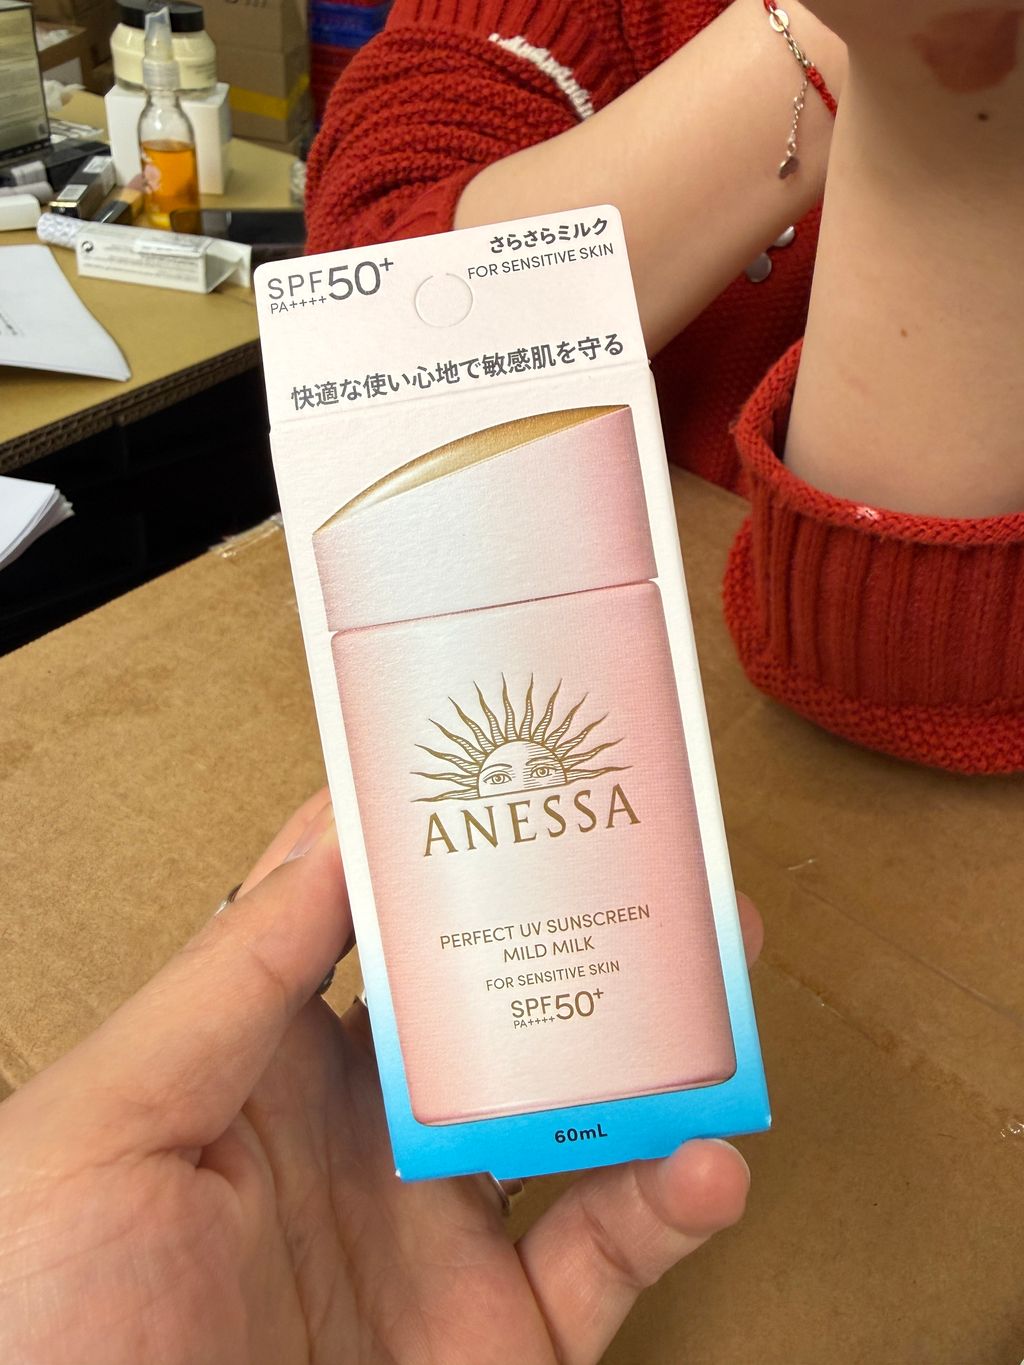 さらさらミルク
SPF50+
PA++++
FOR SENSITIVE SKIN
快適な使い心地で敏感肌を守る
ANESSA
PERFECT UV SUNSCREEN
MILD MILK
FOR SENSITIVE SKIN
SPF50+
PA++++
60mL